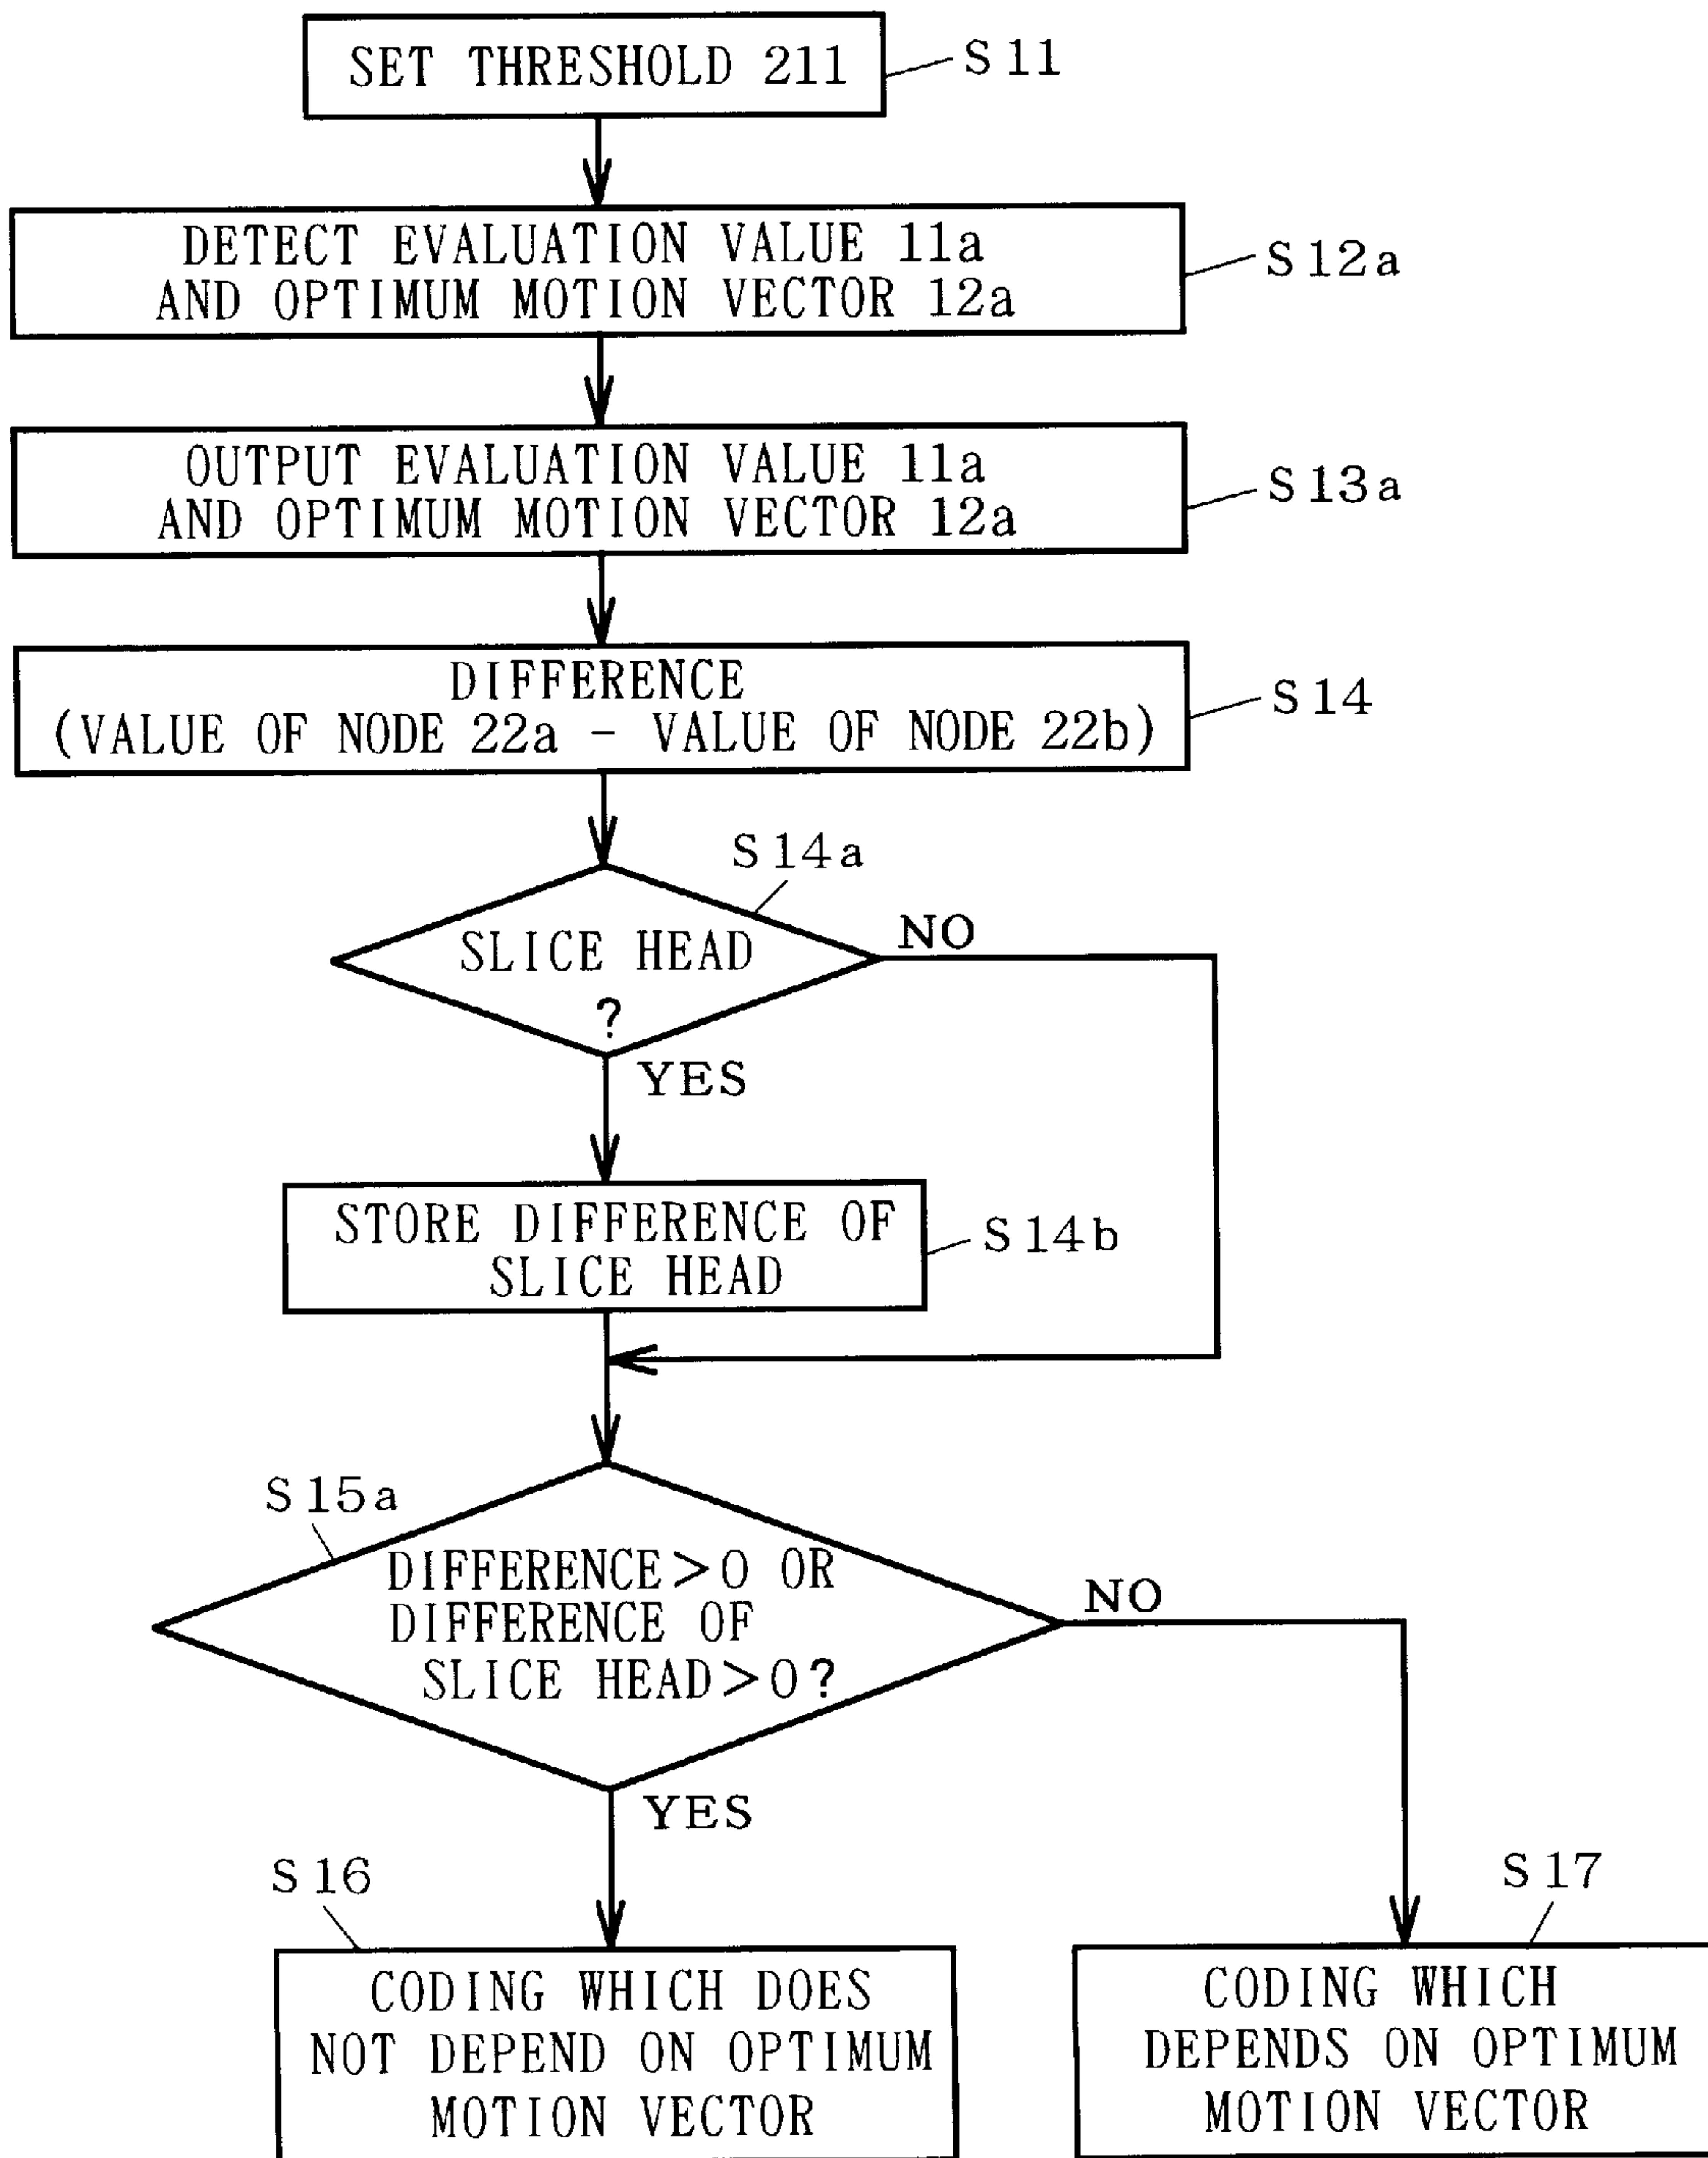 SET THRESHOLD 211
S11
DETECT EVALUATION VALUE 11a
AND OPTIMUM MOTION VECTOR 12a
S12a
OUTPUT EVALUATION VALUE 11a
AND OPTIMUM MOTION VECTOR 12a
S13a
DIFFERENCE
(VALUE OF NODE 22a - VALUE OF NODE 22b)
S14
S14a
SLICE HEAD
?
NO
YES
STORE DIFFERENCE OF
SLICE HEAD
S14b
S15a
DIFFERENCE>0 OR
DIFFERENCE OF
SLICE HEAD>0?
NO
YES
S16
CODING WHICH DOES
NOT DEPEND ON OPTIMUM
MOTION VECTOR
S17
CODING WHICH
DEPENDS ON OPTIMUM
MOTION VECTOR